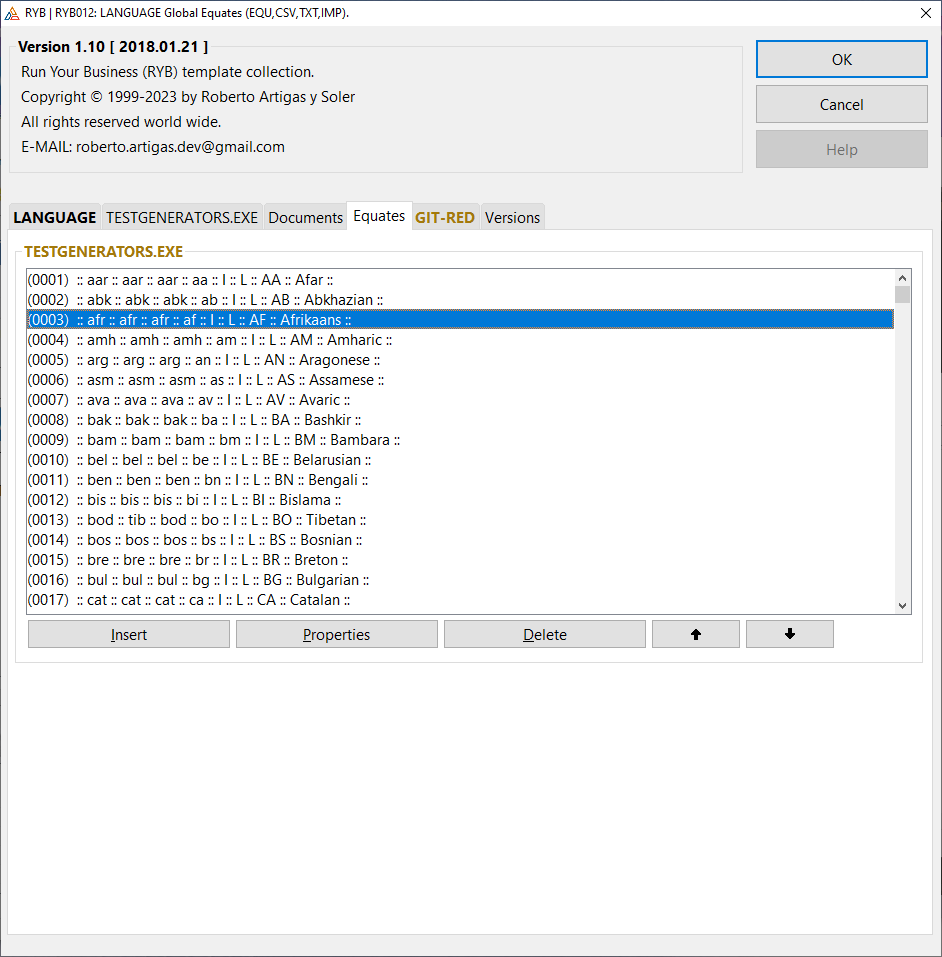 RYB | RYB012: LANGUAGE Global Equates (EQU,CSV,TXT,IMP).
Version 1.10 [ 2018.01.21 ]
Run Your Business (RYB) template collection.
Copyright © 1999-2023 by Roberto Artigas y Soler
All rights reserved world wide.
E-MAIL: roberto.artigas.dev@gmail.com
OK
Cancel
Help
LANGUAGE TESTGENERATORS.EXE Documents Equates GIT-RED Versions
TESTGENERATORS.EXE
(0001) :: aar :: aar :: aar :: aa :: I :: L :: AA :: Afar ::
(0002) :: abk :: abk :: abk :: ab :: I :: L :: AB :: Abkhazian ::
(0003) :: afr :: afr :: afr :: af :: I :: L :: AF :: Afrikaans ::
(0004) :: amh :: amh :: amh :: am :: I :: L :: AM :: Amharic ::
(0005) :: arg :: arg :: arg :: an :: I :: L :: AN :: Aragonese ::
(0006) :: asm :: asm :: asm :: as :: I :: L :: AS :: Assamese ::
(0007) :: ava :: ava :: ava :: av :: I :: L :: AV :: Avaric ::
(0008) :: bak :: bak :: bak :: ba :: I :: L :: BA :: Bashkir ::
(0009) :: bam :: bam :: bam :: bm :: I :: L :: BM :: Bambara ::
(0010) :: bel :: bel :: bel :: be :: I :: L :: BE :: Belarusian ::
(0011) :: ben :: ben :: ben :: bn :: I :: L :: BN :: Bengali ::
(0012) :: bis :: bis :: bis :: bi :: I :: L :: BI :: Bislama ::
(0013) :: bod :: tib :: bod :: bo :: I :: L :: BO :: Tibetan ::
(0014) :: bos :: bos :: bos :: bs :: I :: L :: BS :: Bosnian ::
(0015) :: bre :: bre :: bre :: br :: I :: L :: BR :: Breton ::
(0016) :: bul :: bul :: bul :: bg :: I :: L :: BG :: Bulgarian ::
(0017) :: cat :: cat :: cat :: ca :: I :: L :: CA :: Catalan ::
Insert Properties Delete